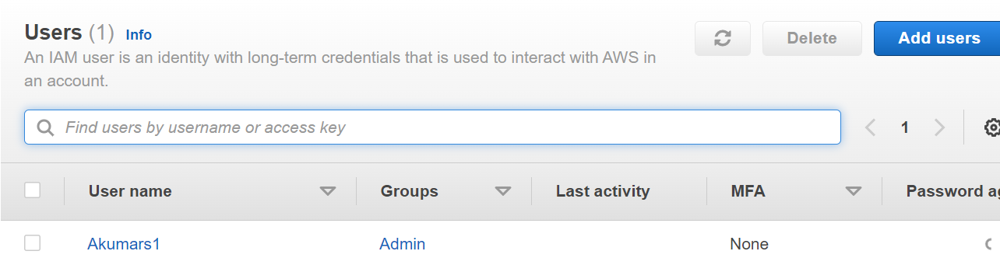 Users (1) Info
Delete
Add users
An IAM user is an identity with long-term credentials that is used to interact with AWS in
an account.
Find users by username or access key
1
User name
Groups
Last activity
MFA
Password
Akumars1
Admin
None